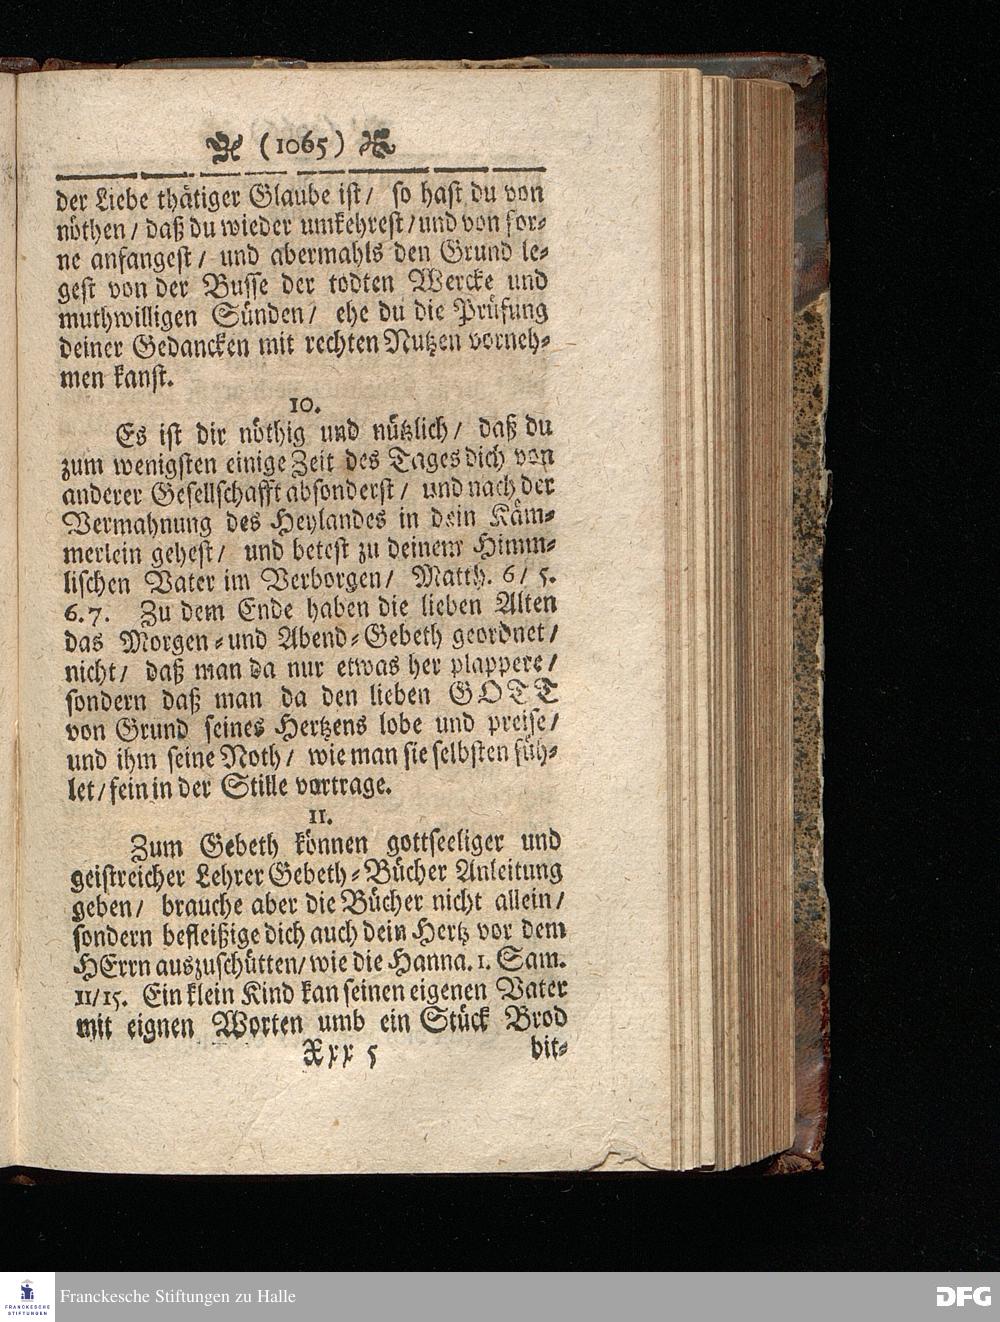 (1065)
der Liebe thätiger Glaube ist/ so hast du von
nöthen/ daß du wieder umkehrest/ und von for-
ne anfangest/ und abermahls den Grund le-
gest von der Busse der todten Wercke und
muthwilligen Sünden/ ehe du die Prüfung
deiner Gedancken mit rechten Nutzen vorneh-
men kanst.
10.
Es ist dir nöthig und nützlich/ daß du
zum wenigsten einige Zeit des Tages dich von
anderer Gesellschafft absonderst/ und nach der
Vermahnung des Heylandes in dein Käm-
merlein gehest/ und betest zu deinem Himm-
lischen Vater im Verborgen/ Matth. 6/ 5.
6.7. Zu dem Ende haben die lieben Alten
das Morgen-und Abend-Gebeth geordnet/
nicht/ daß man da nur etwas her plappere/
sondern daß man da den lieben GOTT
von Grund seines Hertzens lobe und preise/
und ihm seine Noth/ wie man sie selbsten füh-
let/ fein in der Stille vortrage.
11.
Zum Gebeth können gottseeliger und
geistreicher Lehrer Gebeth-Bücher Anleitung
geben/ brauche aber die Bücher nicht allein/
sondern befleißige dich auch dein Hertz vor dem
HErrn auszuschütten/ wie die Hanna. 1. Sam.
11/15. Ein klein Kind kan seinen eigenen Vater
mit eignen Worten umb ein Stück Brod
Xxx 5 bit-
FRANCKESCHE
STIFTUNGEN
Franckesche Stiftungen zu Halle
DFG